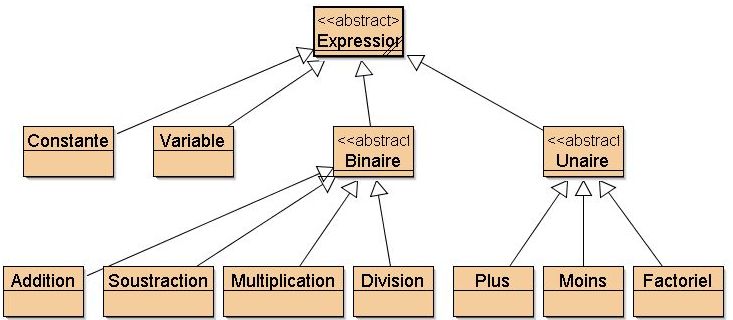 <<abstract>
Expression
Constante
Variable
<<abstract
Binaire
<<abstract
Unaire
Addition
Soustraction
Multiplication
Division
Plus
Moins
Factoriel